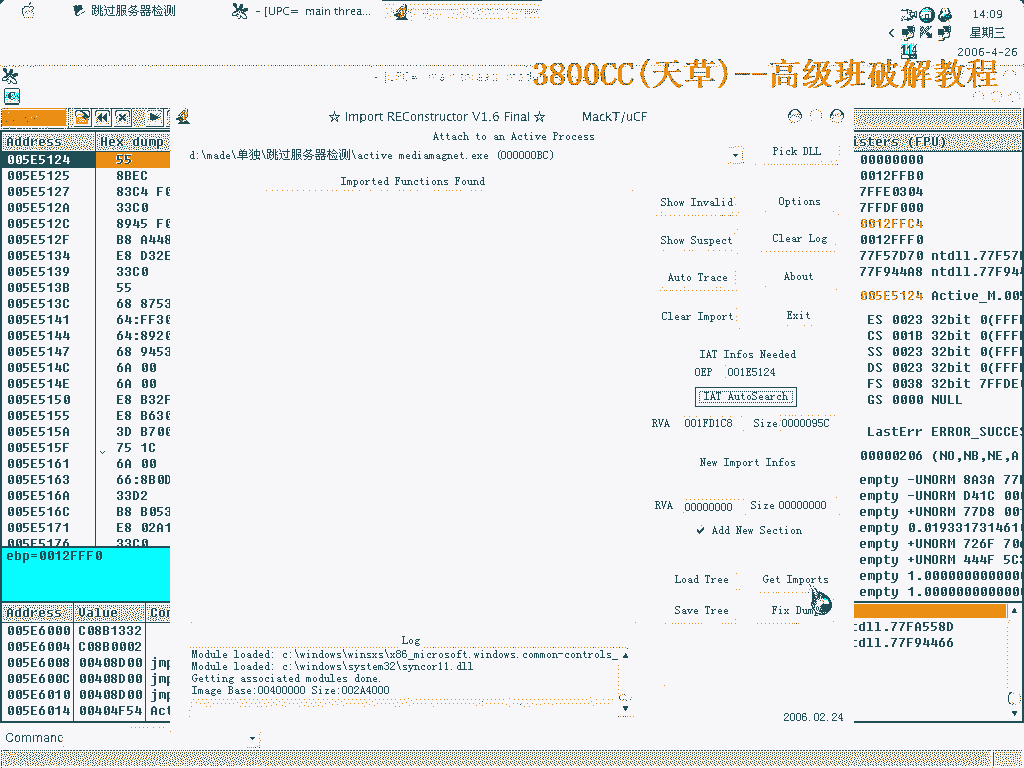 跳过服务器检测
- [UPC= main threa...
14:09
星期三
2006-4-26
3800CC(天草)--高级班破解教程
☆ Import REConstructor V1.6 Final ☆ MackT/uCF
Attach to an Active Process
d:\made\单独\跳过服务器检测\active mediamagnet.exe (000000BC)
Pick DLL
Imported Functions Found
Show Invalid
Options
Show Suspect
Clear Log
Auto Trace
About
Clear Import
Exit
IAT Infos Needed
OEP 001E5124
IAT AutoSearch
RVA 001FD1C8 Size 0000095C
New Import Infos
RVA 00000000 Size 00000000
Add New Section
Load Tree
Get Imports
Save Tree
Fix Dump
Log
Module loaded: c:\windows\winsxs\x86_microsoft.windows.common-controls_
Module loaded: c:\windows\system32\syncor11.dll
Getting associated modules done.
Image Base:00400000 Size:002A4000
2006.02.24
Address Hex dump
005E5124 55
005E5125 8BEC
005E5127 83C4 F0
005E512A 33C0
005E512C 8945 F0
005E512F B8 A448
005E5134 E8 D32E
005E5139 33C0
005E513B 55
005E513C 68 8753
005E5141 64:FF30
005E5144 64:8920
005E5147 68 9453
005E514C 6A 00
005E514E 6A 00
005E5150 E8 B32F
005E5155 E8 B630
005E515A 3D B700
005E515F 75 1C
005E5161 6A 00
005E5163 66:8B0D
005E516A 33D2
005E516C B8 B053
005E5171 E8 02A1
005E5176 33C0
ebp=0012FFF0
Address Value Com
005E6000 C08B1332
005E6004 C08B0002
005E6008 00408D00 jmp
005E600C 00408D00 jmp
005E6010 00408D00 jmp
005E6014 00404F54 Act
Command
isters (FPU)
00000000
0012FFB0
7FFE0304
7FFDF000
0012FFC4
0012FFF0
77F57D70 ntdll.77F57
77F944A8 ntdll.77F944
005E5124 Active_M.005
ES 0023 32bit 0(FFFF
CS 001B 32bit 0(FFFF
SS 0023 32bit 0(FFFF
DS 0023 32bit 0(FFFF
FS 0038 32bit 7FFDE
GS 0000 NULL
LastErr ERROR_SUCCES
00000206 (NO,NB,NE,A
empty -UNORM 8A3A 77
empty -UNORM D41C 00
empty +UNORM 77D8 00
empty 0.019331731461
empty +UNORM 726F 70
empty +UNORM 444F 5C
empty 1.000000000000
empty 1.000000000000
tdll.77FA558D
tdll.77F94466